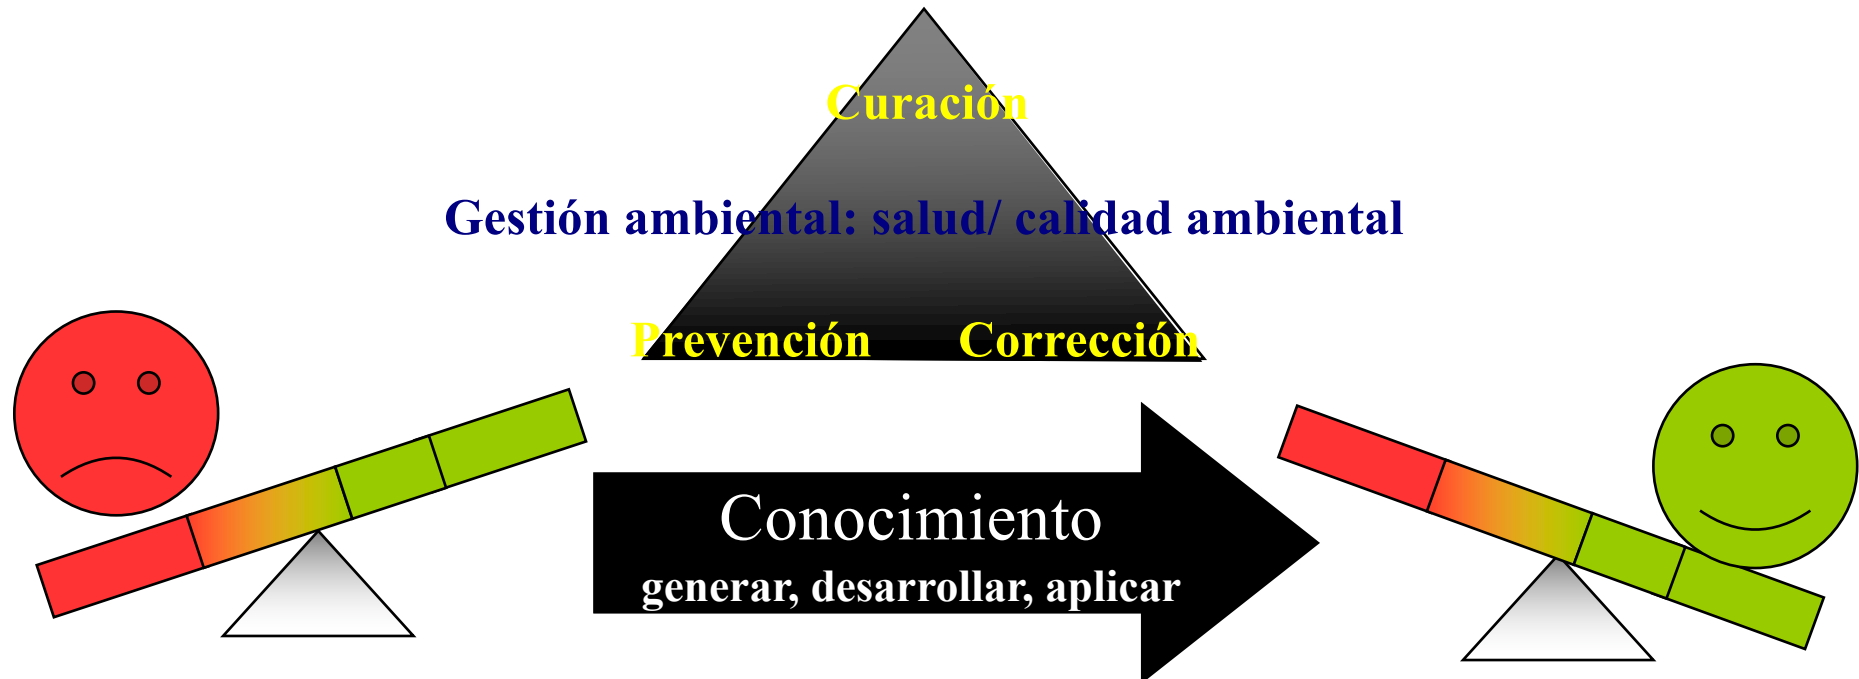 Curación
Gestión ambiental: salud/ calidad ambiental
Prevención Corrección
Conocimiento
generar, desarrollar, aplicar